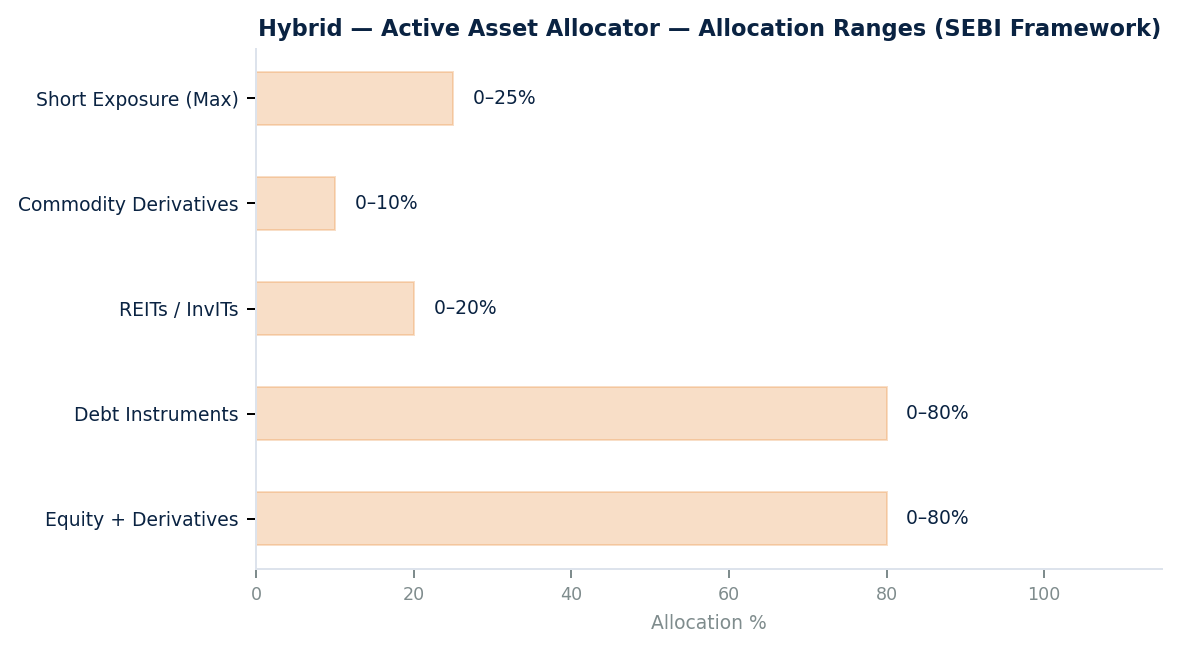 Hybrid — Active Asset Allocator — Allocation Ranges (SEBI Framework)
Short Exposure (Max) 0–25%
Commodity Derivatives 0–10%
REITs / InvITs 0–20%
Debt Instruments 0–80%
Equity + Derivatives 0–80%
0 20 40 60 80 100
Allocation %